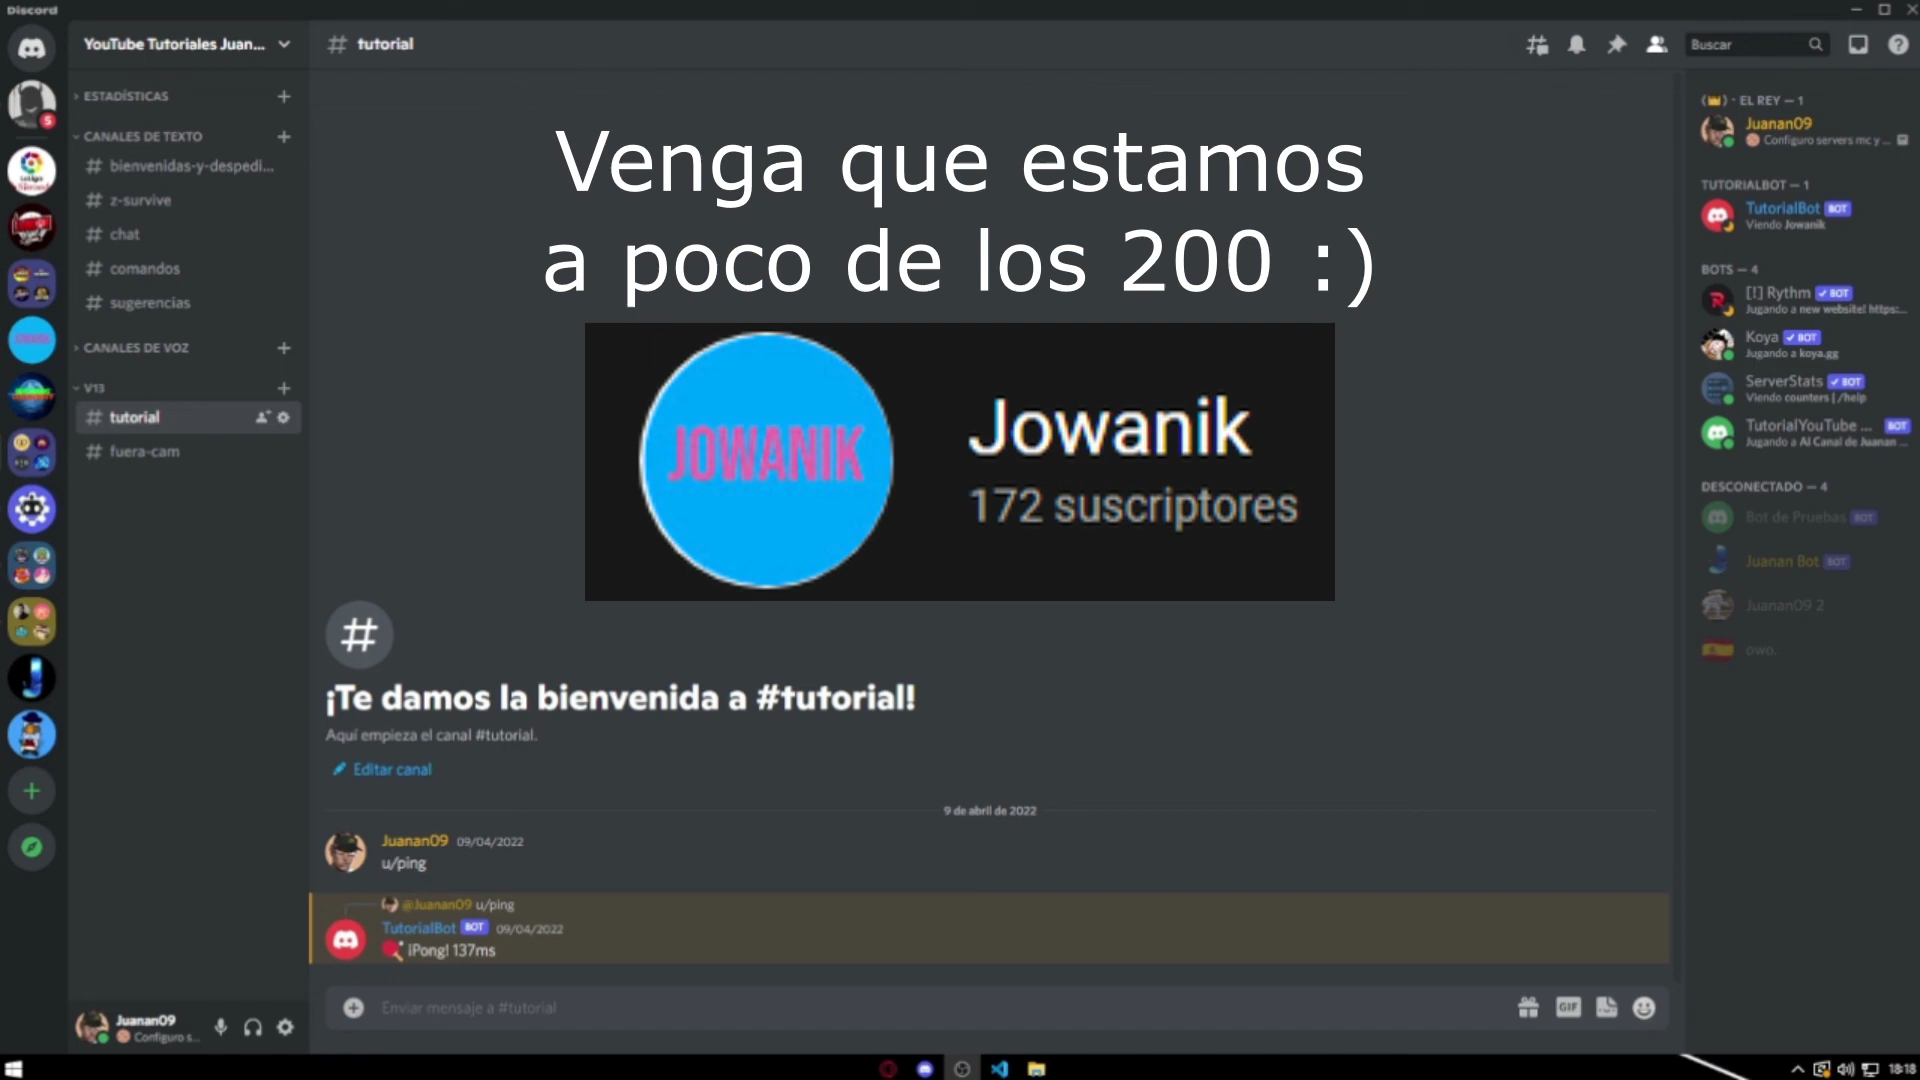 Discord
YouTube Tutoriales Juan...
ESTADÍSTICAS
CANALES DE TEXTO
bienvenidas-y-despedi...
z-survive
chat
comandos
sugerencias
CANALES DE VOZ
V13
tutorial
fuera-cam
Juanan09
Configuro s...
tutorial
Buscar
Venga que estamos
a poco de los 200 :)
JOWANIK
Jowanik
172 suscriptores
¡Te damos la bienvenida a #tutorial!
Aquí empieza el canal #tutorial.
Editar canal
9 de abril de 2022
Juanan09 09/04/2022
u/ping
@Juanan09 u/ping
TutorialBot BOT 09/04/2022
¡Pong! 137ms
Enviar mensaje a #tutorial
GIF
EL REY — 1
Juanan09
Configuro servers mc y ...
TUTORIALBOT — 1
TutorialBot BOT
Viendo Jowanik
BOTS — 4
[!] Rythm BOT
Jugando a new website! https:...
Koya BOT
Jugando a koya.gg
ServerStats BOT
Viendo counters | /help
TutorialYouTube ... BOT
Jugando a Al Canal de Juanan ...
DESCONECTADO — 4
Bot de Pruebas BOT
Juanan Bot BOT
Juanan09 2
owo.
18:18